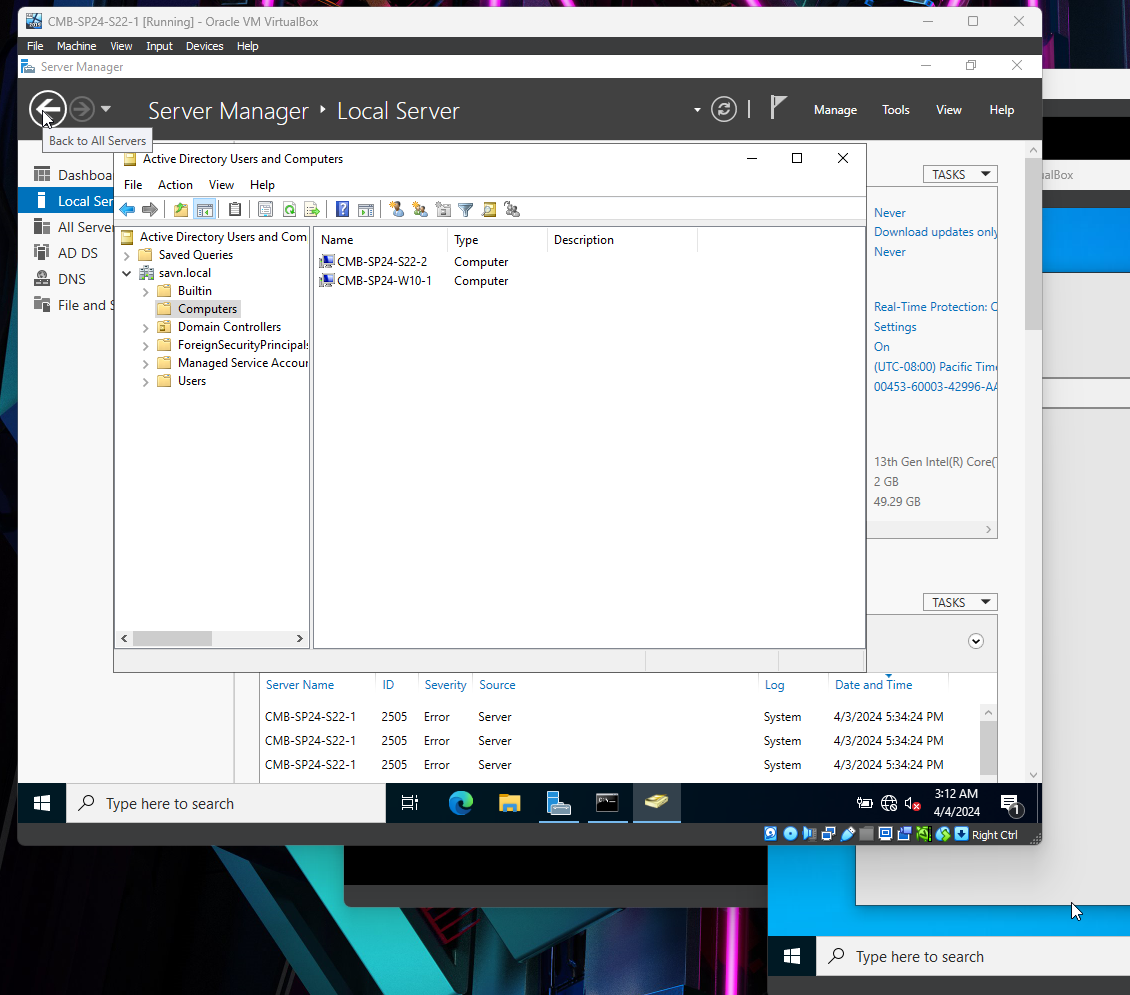 CMB-SP24-S22-1 [Running] - Oracle VM VirtualBox
File Machine View Input Devices Help
Server Manager
Server Manager Local Server
Manage Tools View Help
Back to All Servers
Dashboa
Local Ser
All Server
AD DS
DNS
File and S
Active Directory Users and Computers
File Action View Help
Active Directory Users and Com
Saved Queries
savn.local
Builtin
Computers
Domain Controllers
ForeignSecurityPrincipals
Managed Service Accour
Users
Name Type Description
CMB-SP24-S22-2 Computer
CMB-SP24-W10-1 Computer
TASKS
Never
Download updates only
Never
Real-Time Protection: C
Settings
On
(UTC-08:00) Pacific Time
00453-60003-42996-AA
13th Gen Intel(R) Core(
2 GB
49.29 GB
TASKS
Server Name ID Severity Source Log Date and Time
CMB-SP24-S22-1 2505 Error Server System 4/3/2024 5:34:24 PM
CMB-SP24-S22-1 2505 Error Server System 4/3/2024 5:34:24 PM
CMB-SP24-S22-1 2505 Error Server System 4/3/2024 5:34:24 PM
Type here to search
3:12 AM
4/4/2024
1
Right Ctrl
ualBox
Type here to search